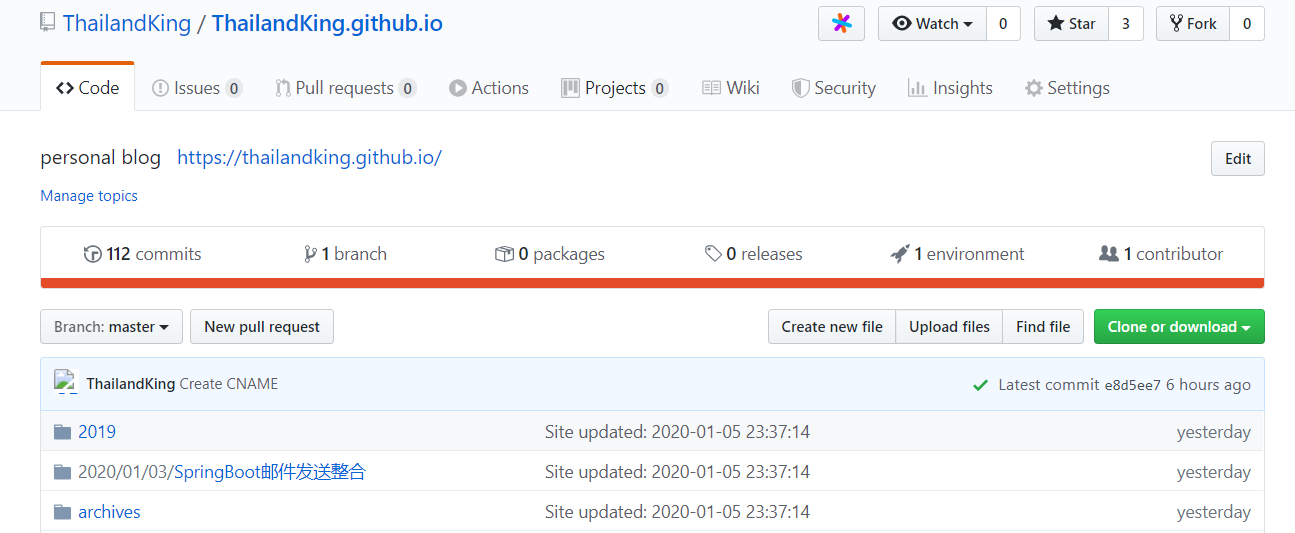 ThailandKing / ThailandKing.github.io Watch 0 Star 3 Fork 0
Code Issues 0 Pull requests 0 Actions Projects 0 Wiki Security Insights Settings
personal blog https://thailandking.github.io/ Edit
Manage topics
112 commits 1 branch 0 packages 0 releases 1 environment 1 contributor
Branch: master New pull request Create new file Upload files Find file Clone or download
ThailandKing Create CNAME Latest commit e8d5ee7 6 hours ago
2019 Site updated: 2020-01-05 23:37:14 yesterday
2020/01/03/SpringBoot邮件发送整合 Site updated: 2020-01-05 23:37:14 yesterday
archives Site updated: 2020-01-05 23:37:14 yesterday